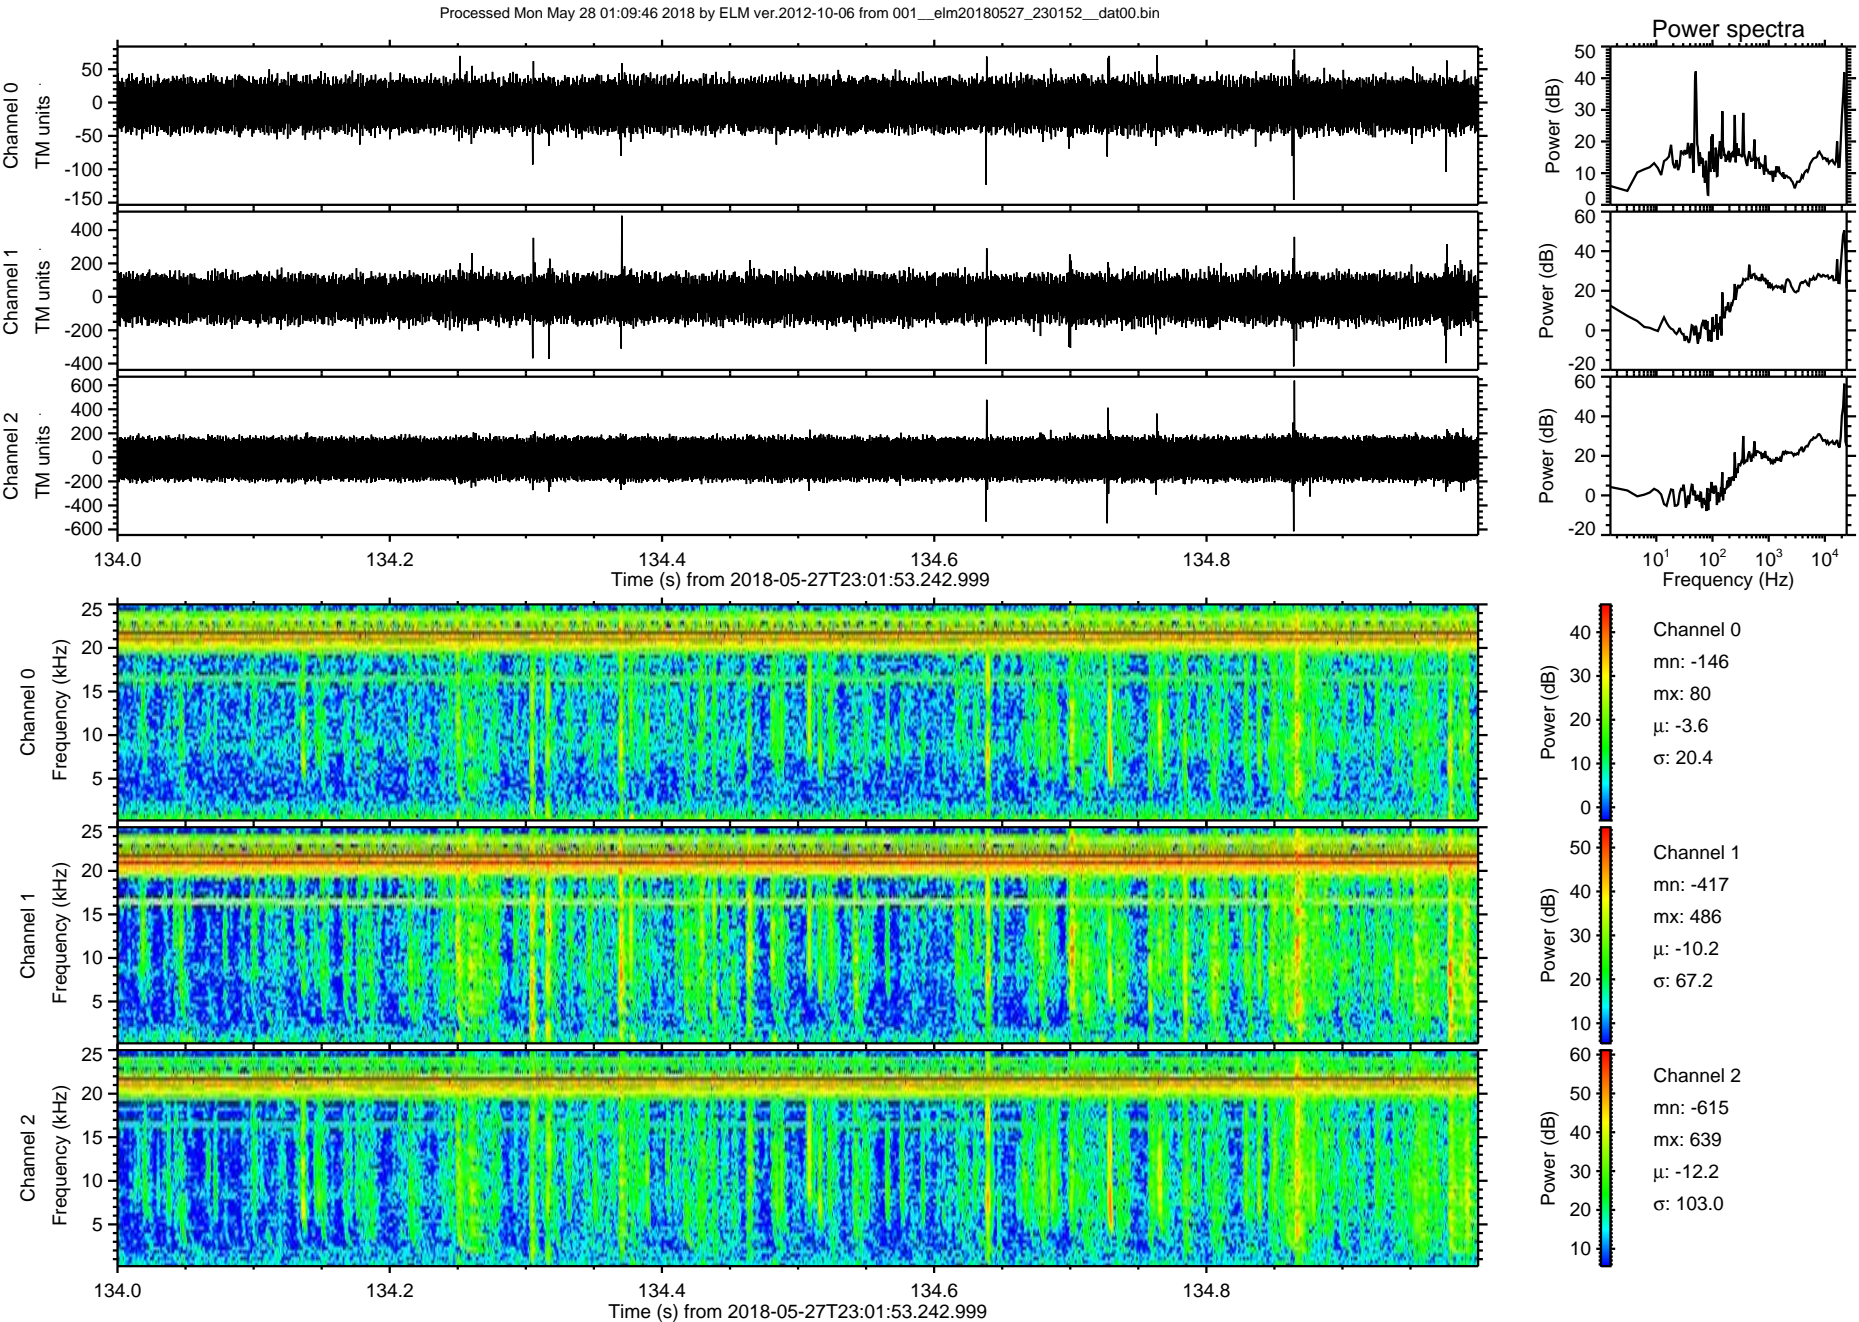 Processed Mon May 28 01:09:46 2018 by ELM ver.2012-10-06 from 001__elm20180527_230152__dat00.bin
Power spectra
Channel 0
TM units
50
0
-50
-100
-150
Power (dB)
50
40
30
20
10
0
Channel 1
TM units
400
200
0
-200
-400
Power (dB)
60
40
20
0
-20
Channel 2
TM units
600
400
200
0
-200
-400
-600
Power (dB)
60
40
20
0
-20
134.0 134.2 134.4 134.6 134.8
Time (s) from 2018-05-27T23:01:53.242.999
10^1 10^2 10^3 10^4
Frequency (Hz)
Channel 0
Frequency (kHz)
25
20
15
10
5
Power (dB)
40
30
20
10
0
Channel 0
mn: -146
mx: 80
μ: -3.6
σ: 20.4
Channel 1
Frequency (kHz)
25
20
15
10
5
Power (dB)
50
40
30
20
10
Channel 1
mn: -417
mx: 486
μ: -10.2
σ: 67.2
Channel 2
Frequency (kHz)
25
20
15
10
5
Power (dB)
60
50
40
30
20
10
Channel 2
mn: -615
mx: 639
μ: -12.2
σ: 103.0
134.0 134.2 134.4 134.6 134.8
Time (s) from 2018-05-27T23:01:53.242.999